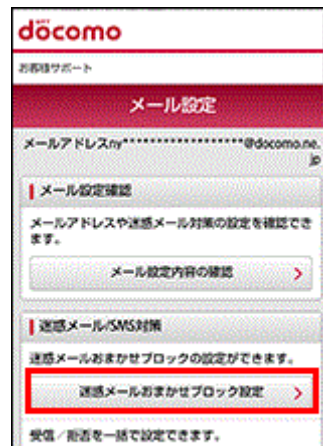 döcomo
お客様サポート
メール設定
メールアドレスny******************@docomo.ne.
jp
メール設定確認
メールアドレスや迷惑メール対策の設定を確認でき
ます。
メール設定内容の確認
迷惑メール/SMS対策
迷惑メールおまかせブロックの設定ができます。
迷惑メールおまかせブロック設定
受信／拒否を一括で設定できます。